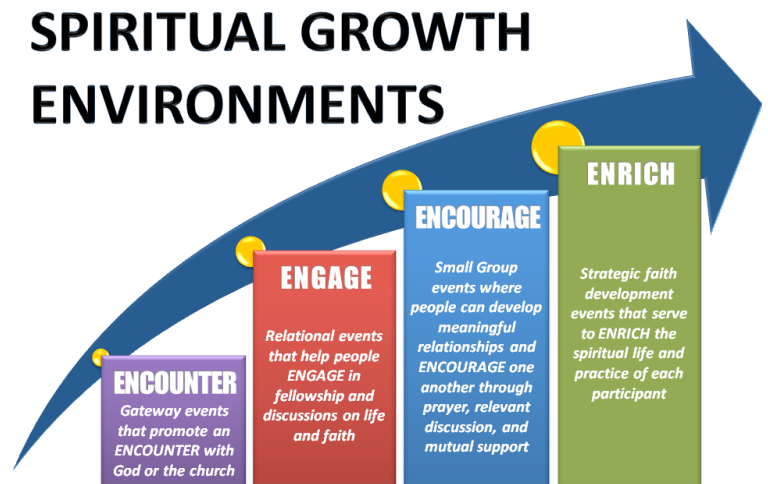 SPIRITUAL GROWTH
ENVIRONMENTS
ENCOUNTER
Gateway events
that promote an
ENCOUNTER with
God or the church
ENGAGE
Relational events
that help people
ENGAGE in
fellowship and
discussions on life
and faith
ENCOURAGE
Small Group
events where
people can develop
meaningful
relationships and
ENCOURAGE one
another through
prayer, relevant
discussion, and
mutual support
ENRICH
Strategic faith
development
events that serve
to ENRICH the
spiritual life and
practice of each
participant